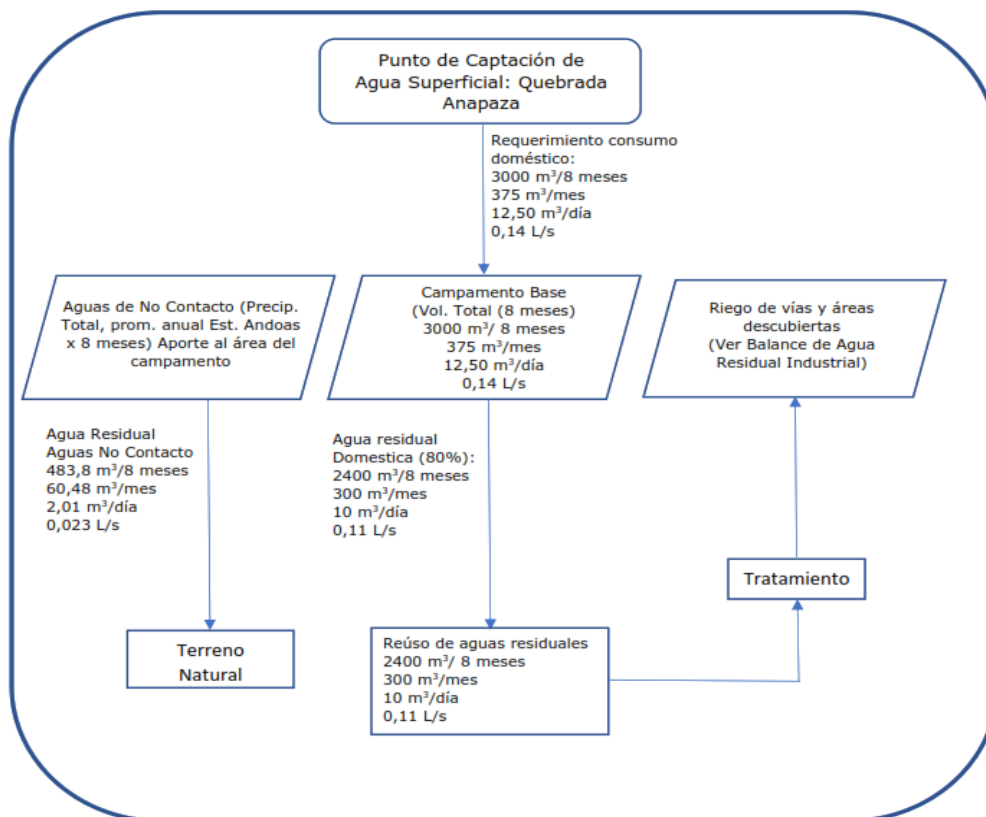 Punto de Captación de
Agua Superficial: Quebrada
Anapaza
Requerimiento consumo
doméstico:
3000 m³/8 meses
375 m³/mes
12,50 m³/día
0,14 L/s
Aguas de No Contacto (Precip.
Total, prom. anual Est. Andoas
x 8 meses) Aporte al área del
campamento
Campamento Base
(Vol. Total (8 meses)
3000 m³/ 8 meses
375 m³/mes
12,50 m³/día
0,14 L/s
Riego de vías y áreas
descubiertas
(Ver Balance de Agua
Residual Industrial)
Agua Residual
Aguas No Contacto
483,8 m³/8 meses
60,48 m³/mes
2,01 m³/día
0,023 L/s
Agua residual
Domestica (80%):
2400 m³/8 meses
300 m³/mes
10 m³/día
0,11 L/s
Tratamiento
Terreno
Natural
Reúso de aguas residuales
2400 m³/ 8 meses
300 m³/mes
10 m³/día
0,11 L/s